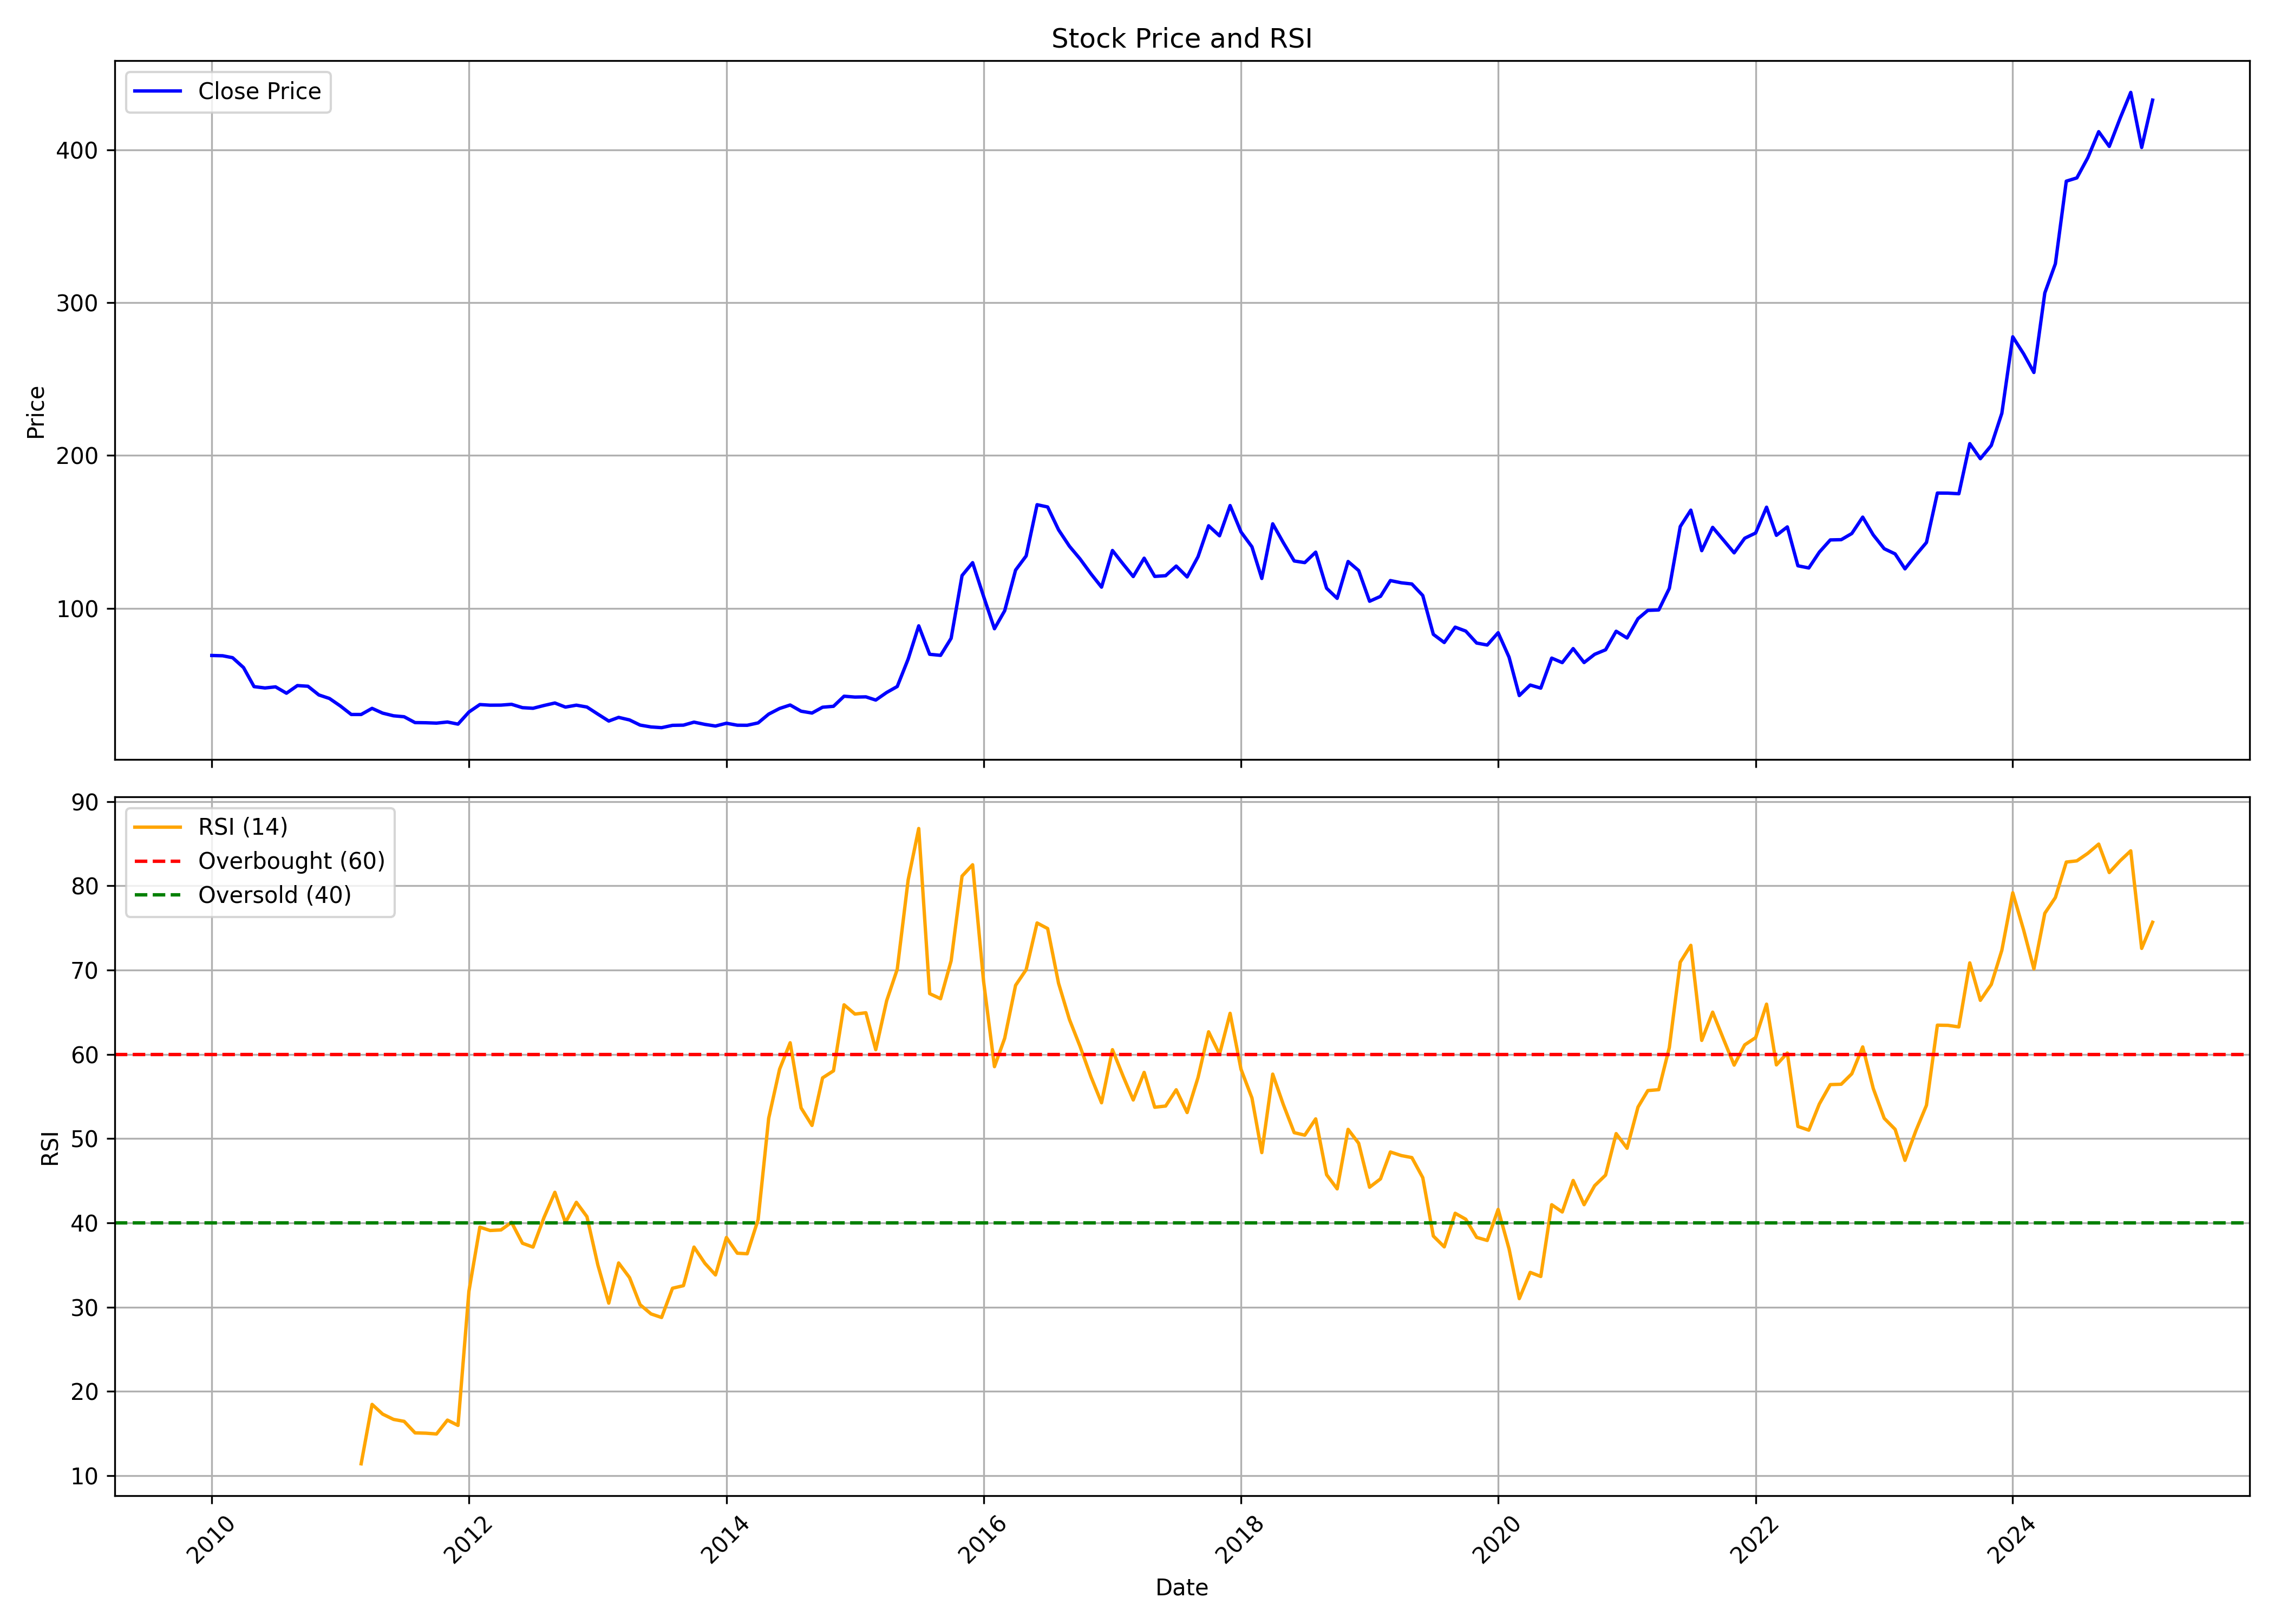 Stock Price and RSI
Close Price
Price
400
300
200
100
RSI (14)
Overbought (60)
Oversold (40)
RSI
90
80
70
60
50
40
30
20
10
2010
2012
2014
2016
2018
2020
2022
2024
Date